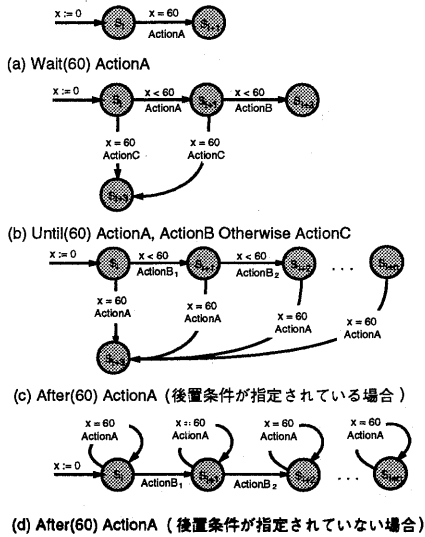 x := 0
x = 60
ActionA
(a) Wait(60) ActionA
x := 0
x < 60
x < 60
ActionA
ActionB
x = 60
x = 60
ActionC
ActionC
(b) Until(60) ActionA, ActionB Otherwise ActionC
x := 0
x < 60
x < 60
ActionB1
ActionB2
. . .
x = 60
ActionA
x = 60
ActionA
x = 60
ActionA
x = 60
ActionA
(c) After(60) ActionA (後置条件が指定されている場合)
x = 60
x = 60
x = 60
x = 60
ActionA
ActionA
ActionA
ActionA
x := 0
ActionB1
ActionB2
. . .
(d) After(60) ActionA (後置条件が指定されていない場合)